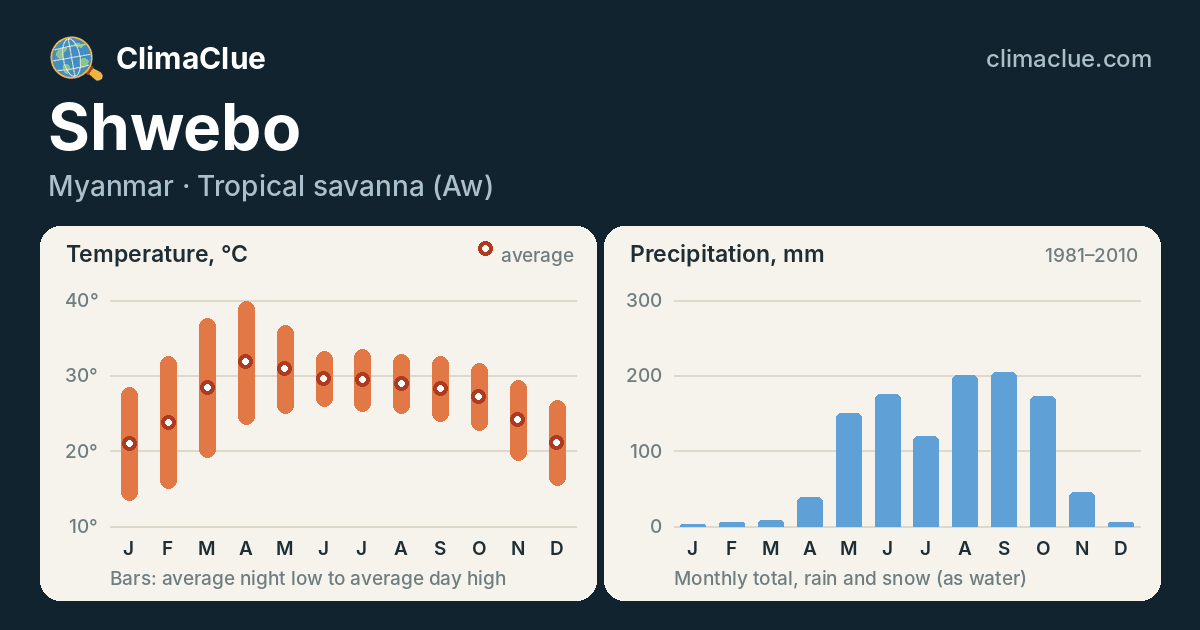 ClimaClue
climaclue.com
Shwebo
Myanmar · Tropical savanna (Aw)
Temperature, °C
average
40°
30°
20°
10°
J F M A M J J A S O N D
Bars: average night low to average day high
Precipitation, mm
1981–2010
300
200
100
0
J F M A M J J A S O N D
Monthly total, rain and snow (as water)